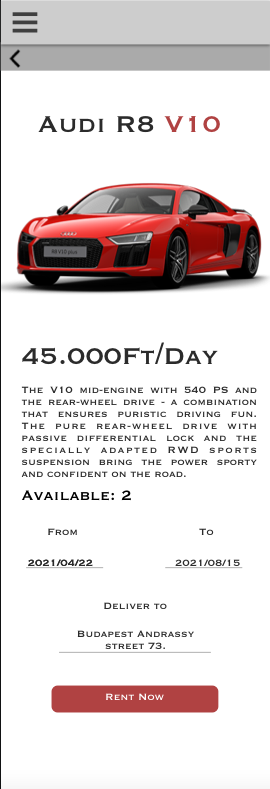 Audi R8 V10
R8 V10 plus
45.000Ft/Day
The V10 mid-engine with 540 PS and
the rear-wheel drive - a combination
that ensures puristic driving fun.
The pure rear-wheel drive with
passive differential lock and the
specially adapted RWD sports
suspension bring the power sporty
and confident on the road.
Available: 2
From To
2021/04/22 2021/08/15
Deliver to
Budapest Andrassy
street 73.
Rent Now